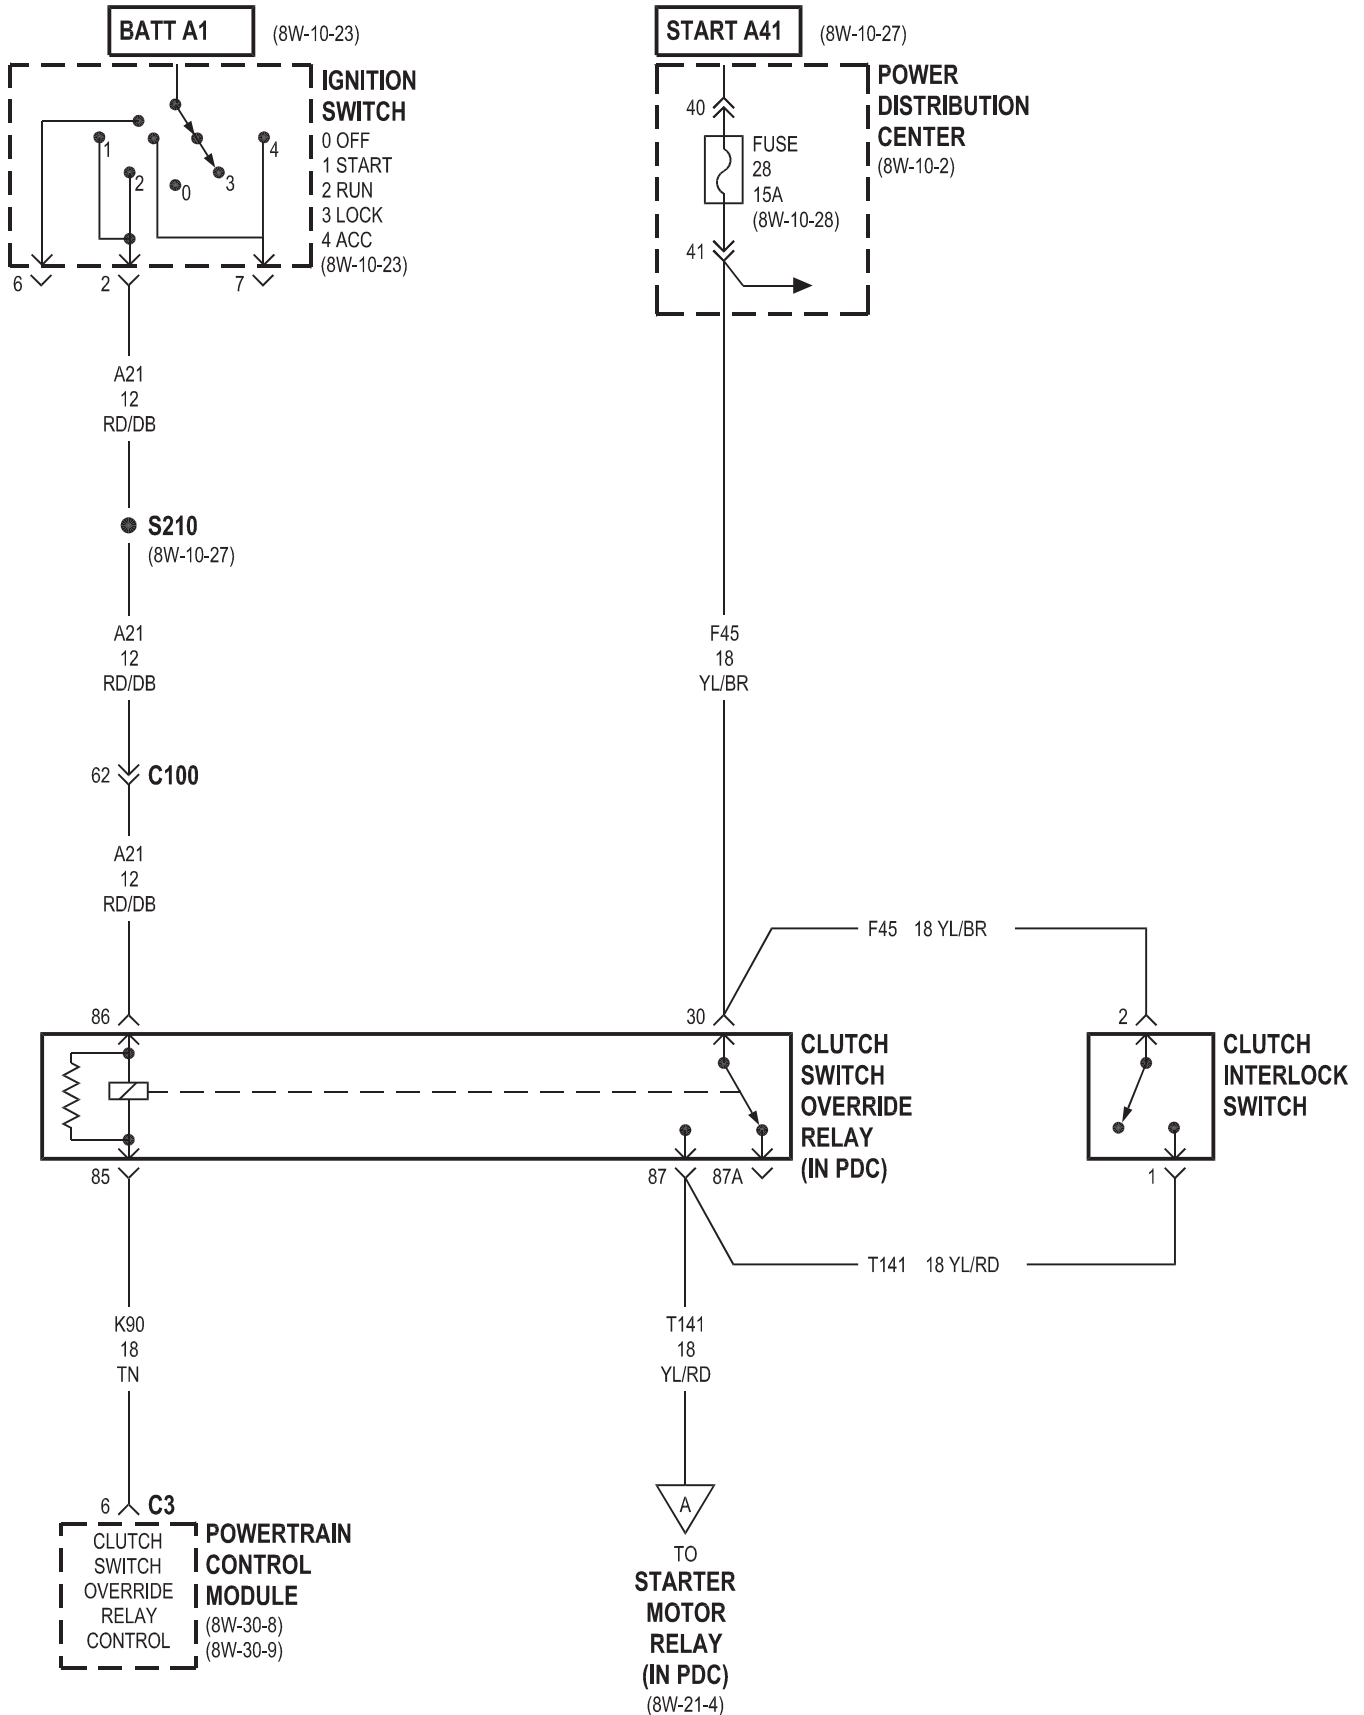 BATT A1
(8W-10-23)
START A41
(8W-10-27)
IGNITION
SWITCH
0 OFF
1 START
2 RUN
3 LOCK
4 ACC
(8W-10-23)
1
2
0
3
4
6
2
7
POWER
DISTRIBUTION
CENTER
(8W-10-2)
40
FUSE
28
15A
(8W-10-28)
41
A21
12
RD/DB
S210
(8W-10-27)
A21
12
RD/DB
F45
18
YL/BR
62
C100
A21
12
RD/DB
F45 18 YL/BR
86
30
2
CLUTCH
SWITCH
OVERRIDE
RELAY
(IN PDC)
CLUTCH
INTERLOCK
SWITCH
85
87
87A
1
T141 18 YL/RD
K90
18
TN
T141
18
YL/RD
6
C3
CLUTCH
SWITCH
OVERRIDE
RELAY
CONTROL
POWERTRAIN
CONTROL
MODULE
(8W-30-8)
(8W-30-9)
A
TO
STARTER
MOTOR
RELAY
(IN PDC)
(8W-21-4)